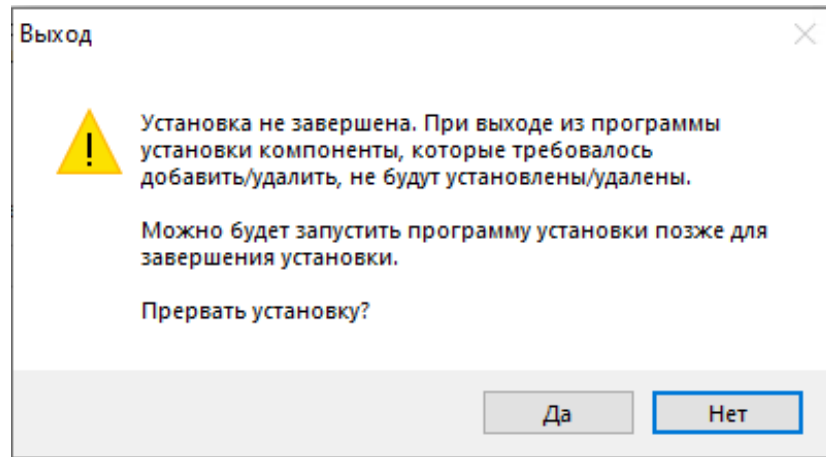 Выход
Установка не завершена. При выходе из программы
установки компоненты, которые требовалось
добавить/удалить, не будут установлены/удалены.
Можно будет запустить программу установки позже для
завершения установки.
Прервать установку?
Да Нет